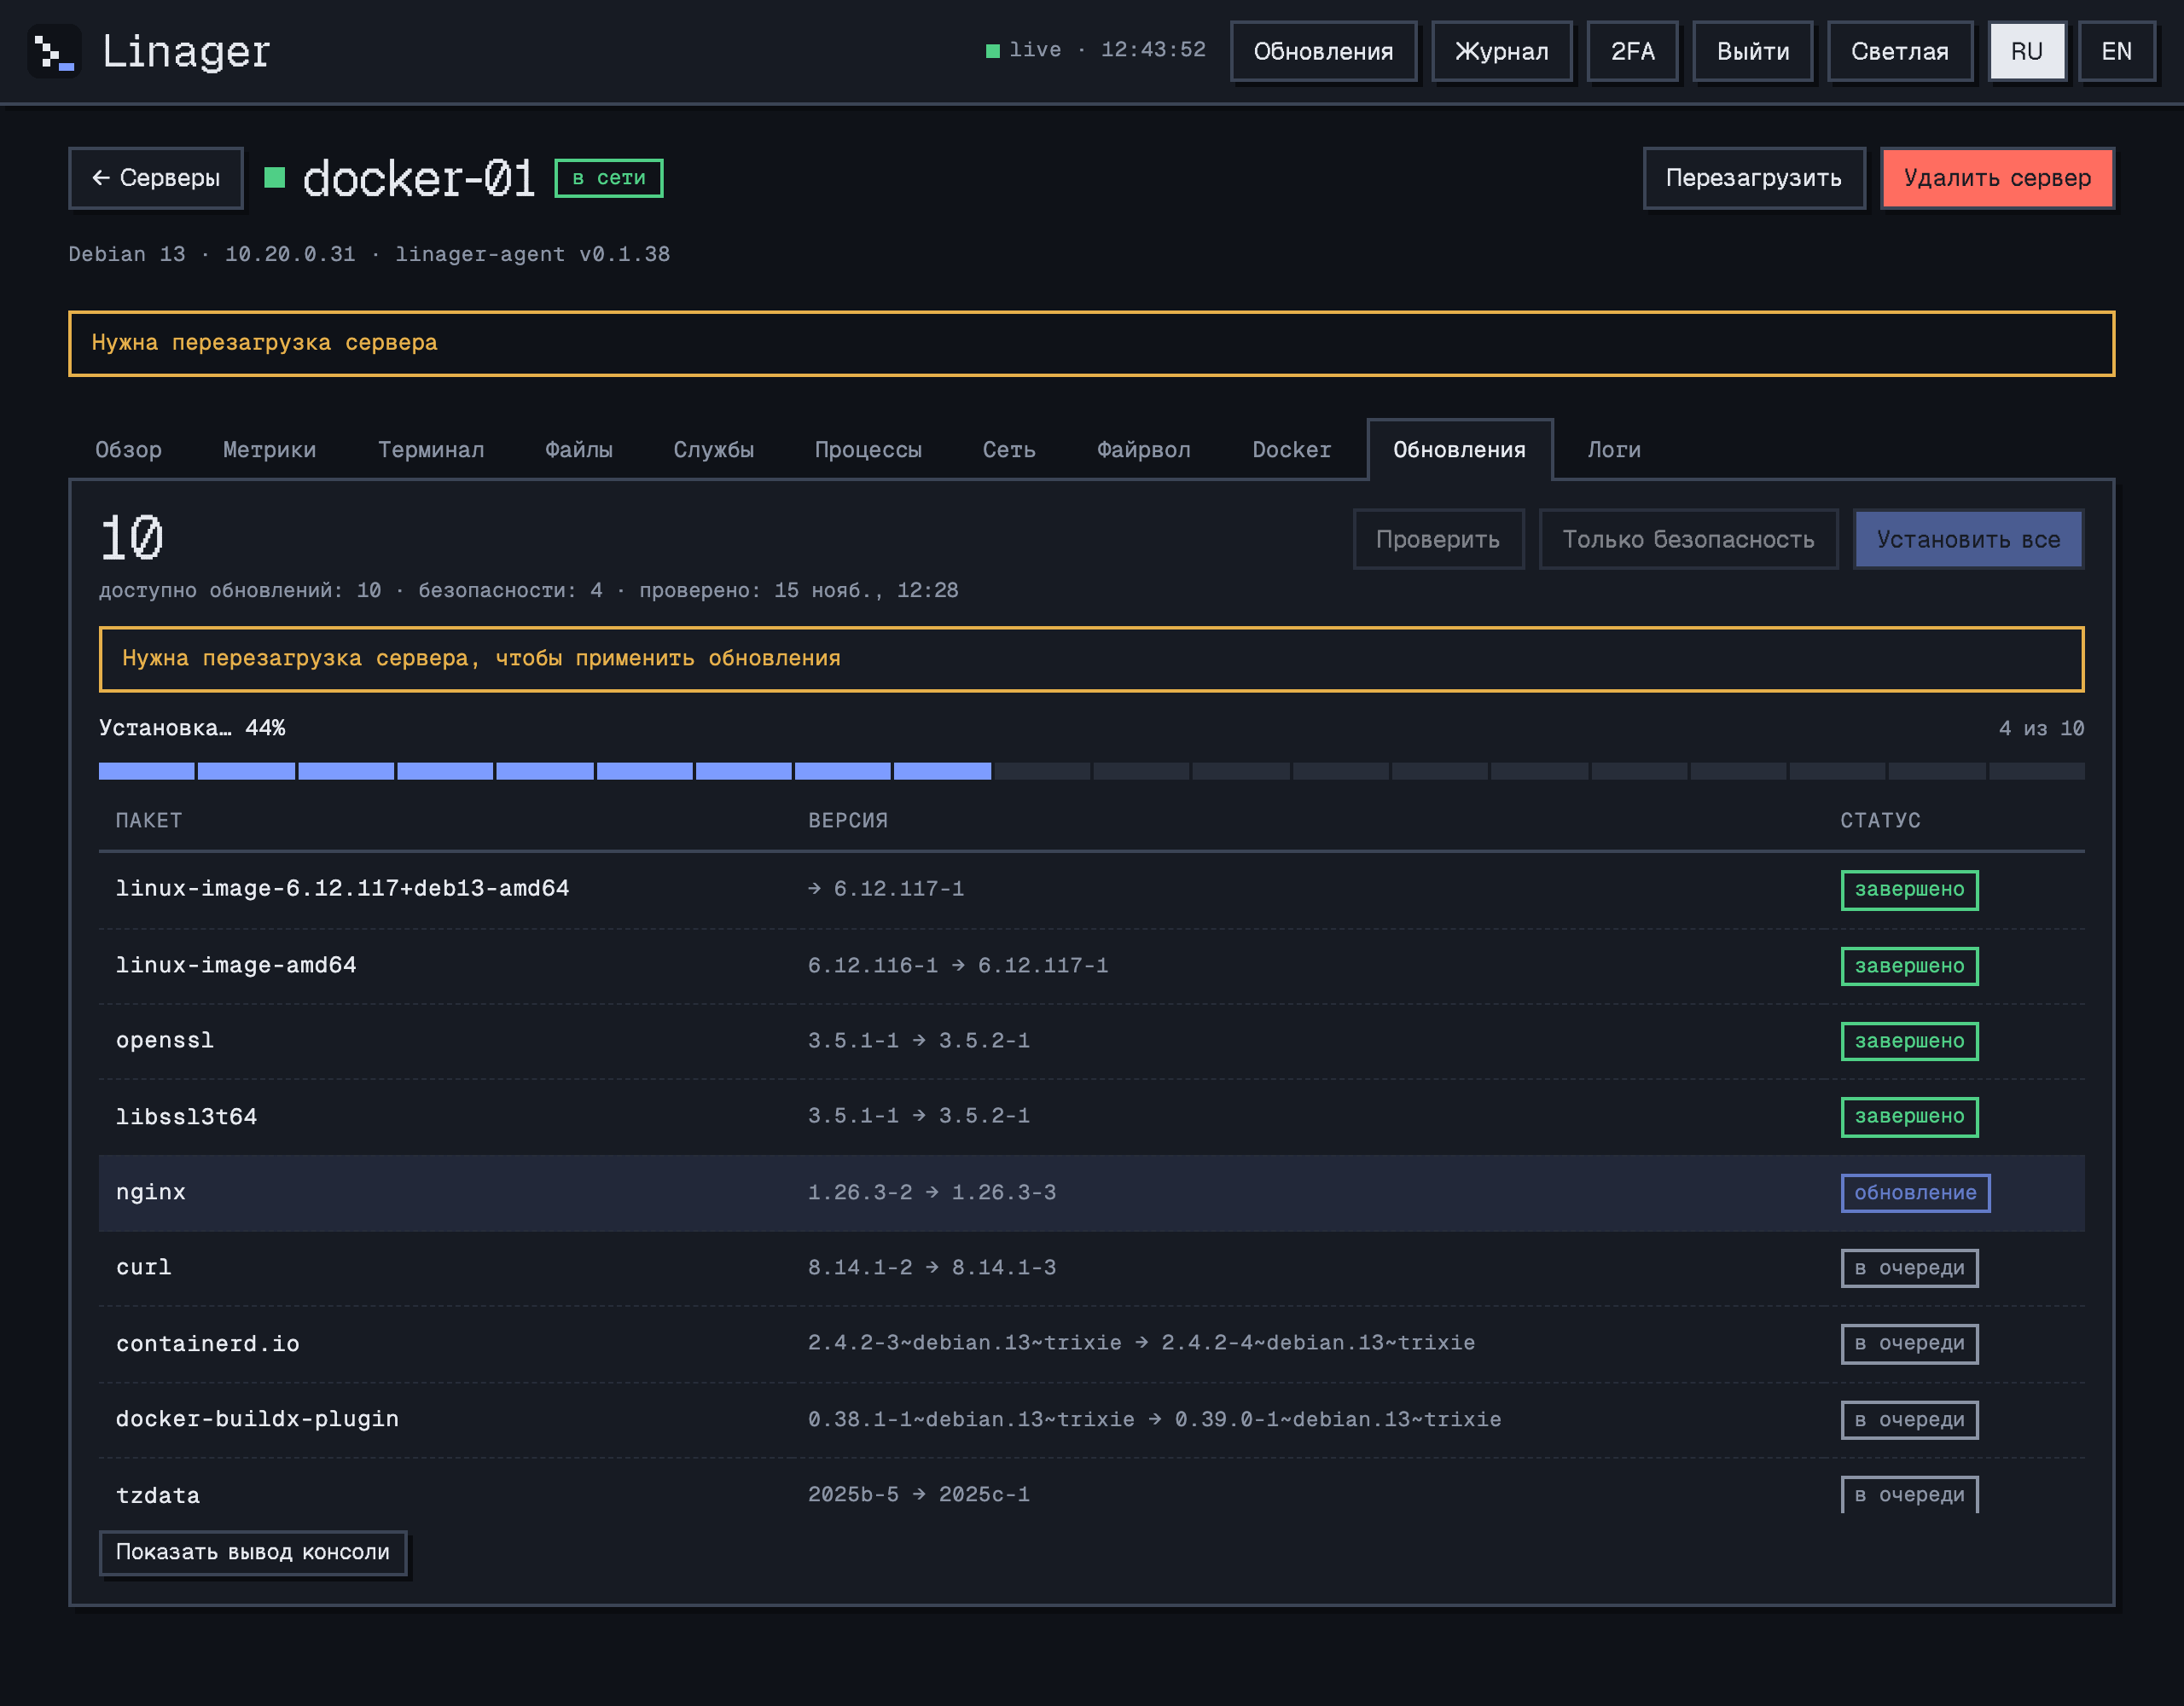 Linager
live · 12:43:52
Обновления
Журнал
2FA
Выйти
Светлая
RU
EN
← Серверы
docker-01
в сети
Перезагрузить
Удалить сервер
Debian 13 · 10.20.0.31 · linager-agent v0.1.38
Нужна перезагрузка сервера
Обзор
Метрики
Терминал
Файлы
Службы
Процессы
Сеть
Файрвол
Docker
Обновления
Логи
10
Проверить
Только безопасность
Установить все
доступно обновлений: 10 · безопасности: 4 · проверено: 15 нояб., 12:28
Нужна перезагрузка сервера, чтобы применить обновления
Установка… 44%
4 из 10
ПАКЕТ ВЕРСИЯ СТАТУС
linux-image-6.12.117+deb13-amd64 → 6.12.117-1 завершено
linux-image-amd64 6.12.116-1 → 6.12.117-1 завершено
openssl 3.5.1-1 → 3.5.2-1 завершено
libssl3t64 3.5.1-1 → 3.5.2-1 завершено
nginx 1.26.3-2 → 1.26.3-3 обновление
curl 8.14.1-2 → 8.14.1-3 в очереди
containerd.io 2.4.2-3~debian.13~trixie → 2.4.2-4~debian.13~trixie в очереди
docker-buildx-plugin 0.38.1-1~debian.13~trixie → 0.39.0-1~debian.13~trixie в очереди
tzdata 2025b-5 → 2025c-1 в очереди
Показать вывод консоли